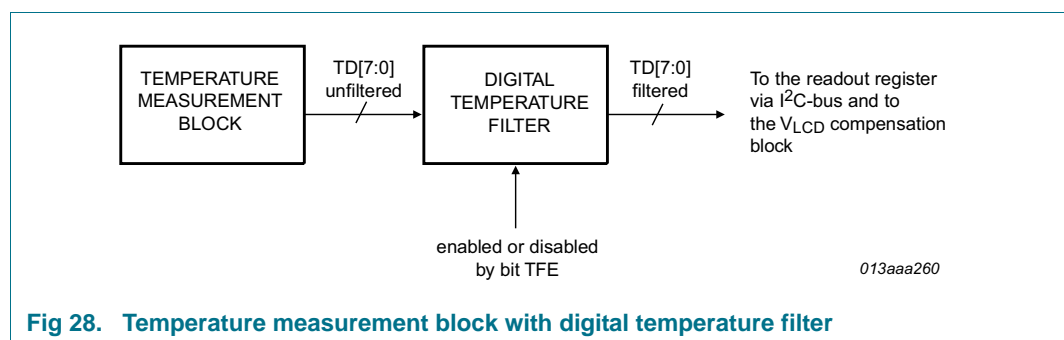 TEMPERATURE
MEASUREMENT
BLOCK
TD[7:0]
unfiltered
DIGITAL
TEMPERATURE
FILTER
TD[7:0]
filtered
To the readout register
via I2C-bus and to
the VLCD compensation
block
enabled or disabled
by bit TFE
013aaa260
Fig 28. Temperature measurement block with digital temperature filter